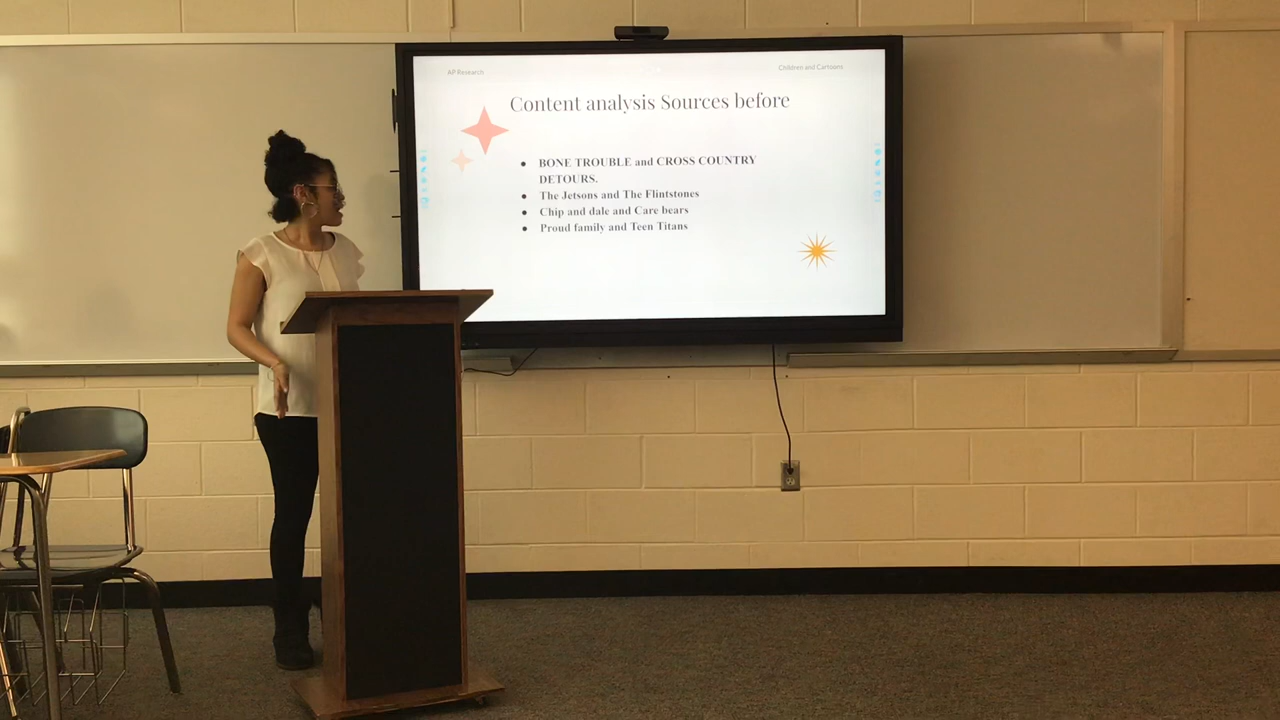 AP Research
Children and Cartoons
Content analysis Sources before
● BONE TROUBLE and CROSS COUNTRY
DETOURS.
● The Jetsons and The Flintstones
● Chip and dale and Care bears
● Proud family and Teen Titans